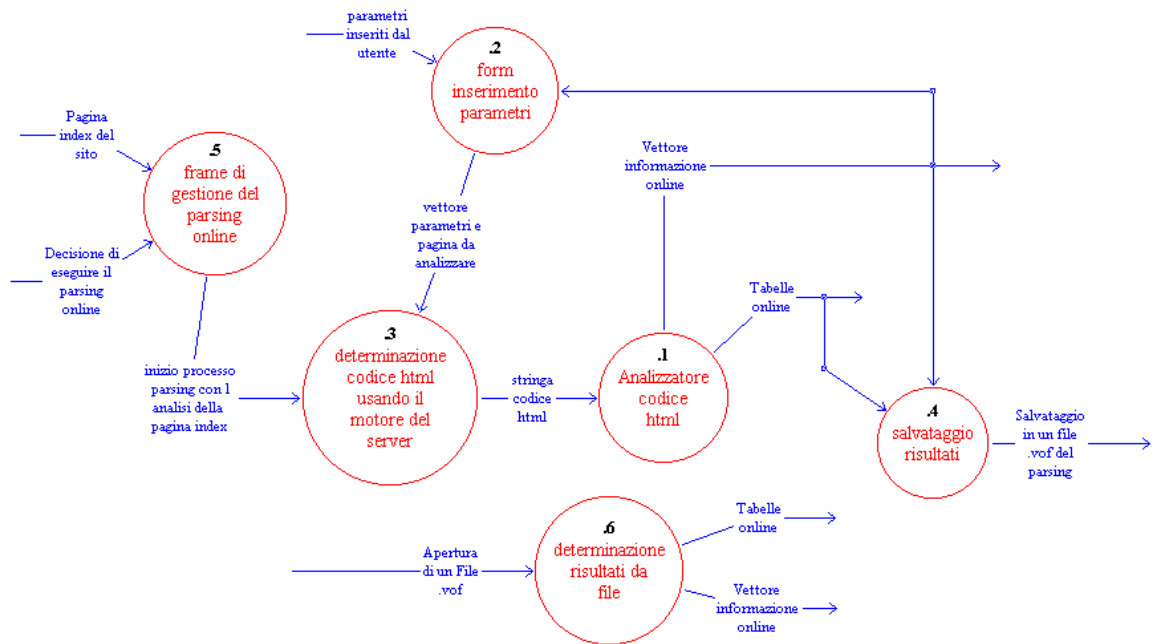 parametri
inseriti dal
utente
.2
form
inserimento
parametri
Pagina
index del
sito
.5
frame di
gestione del
parsing
online
Vettore
informazione
online
vettore
parametri e
pagina da
analizzare
Decisione di
eseguire il
parsing
online
Tabelle
online
.3
determinazione
codice html
usando il
motore del
server
.1
Analizzatore
codice
html
inizio processo
parsing con l
analisi della
pagina index
stringa
codice
html
.4
salvataggio
risultati
Salvataggio
in un file
.vof del
parsing
.6
determinazione
risultati da
file
Tabelle
online
Apertura
di un File
.vof
Vettore
informazione
online